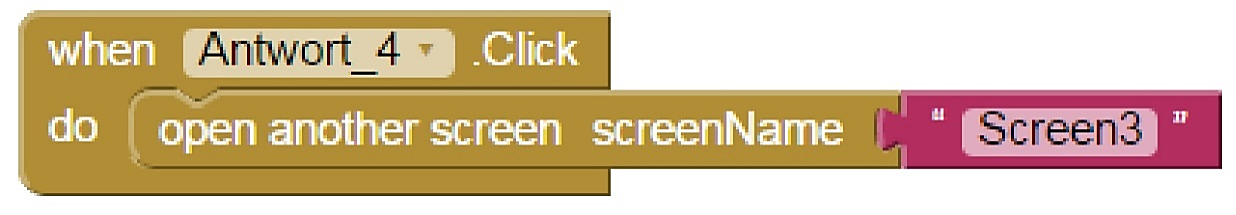 when Antwort_4 .Click
do open another screen screenName " Screen3 "